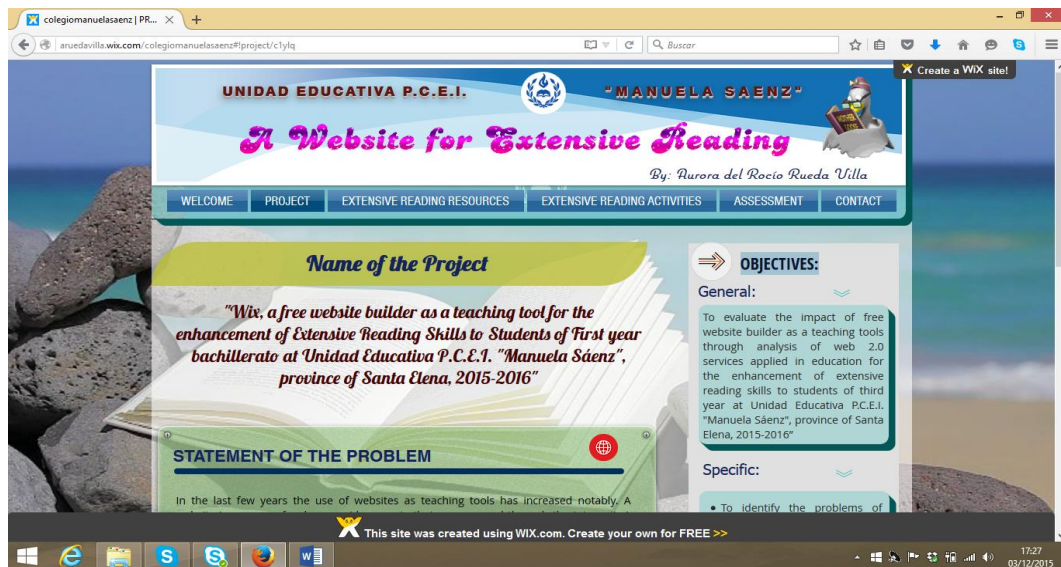 colegiomanuelasaenz | PR...
aruedavilla.wix.com/colegiomanuelasaenz#!project/c1ylq
Buscar
Create a WiX site!
UNIDAD EDUCATIVA P.C.E.I. "MANUELA SAENZ"
A Website for Extensive Reading
By: Aurora del Rocío Rueda Villa
WELCOME PROJECT EXTENSIVE READING RESOURCES EXTENSIVE READING ACTIVITIES ASSESSMENT CONTACT
Name of the Project
"Wix, a free website builder as a teaching tool for the
enhancement of Extensive Reading Skills to Students of First year
bachillerato at Unidad Educativa P.C.E.I. "Manuela Sáenz",
province of Santa Elena, 2015-2016"
STATEMENT OF THE PROBLEM
In the last few years the use of websites as teaching tools has increased notably. A
OBJECTIVES:
General:
To evaluate the impact of free
website builder as a teaching tools
through analysis of web 2.0
services applied in education for
the enhancement of extensive
reading skills to students of third
year at Unidad Educativa P.C.E.I.
"Manuela Sáenz", province of Santa
Elena, 2015-2016"
Specific:
• To identify the problems of
This site was created using WIX.com. Create your own for FREE >>
17:27
03/12/2015